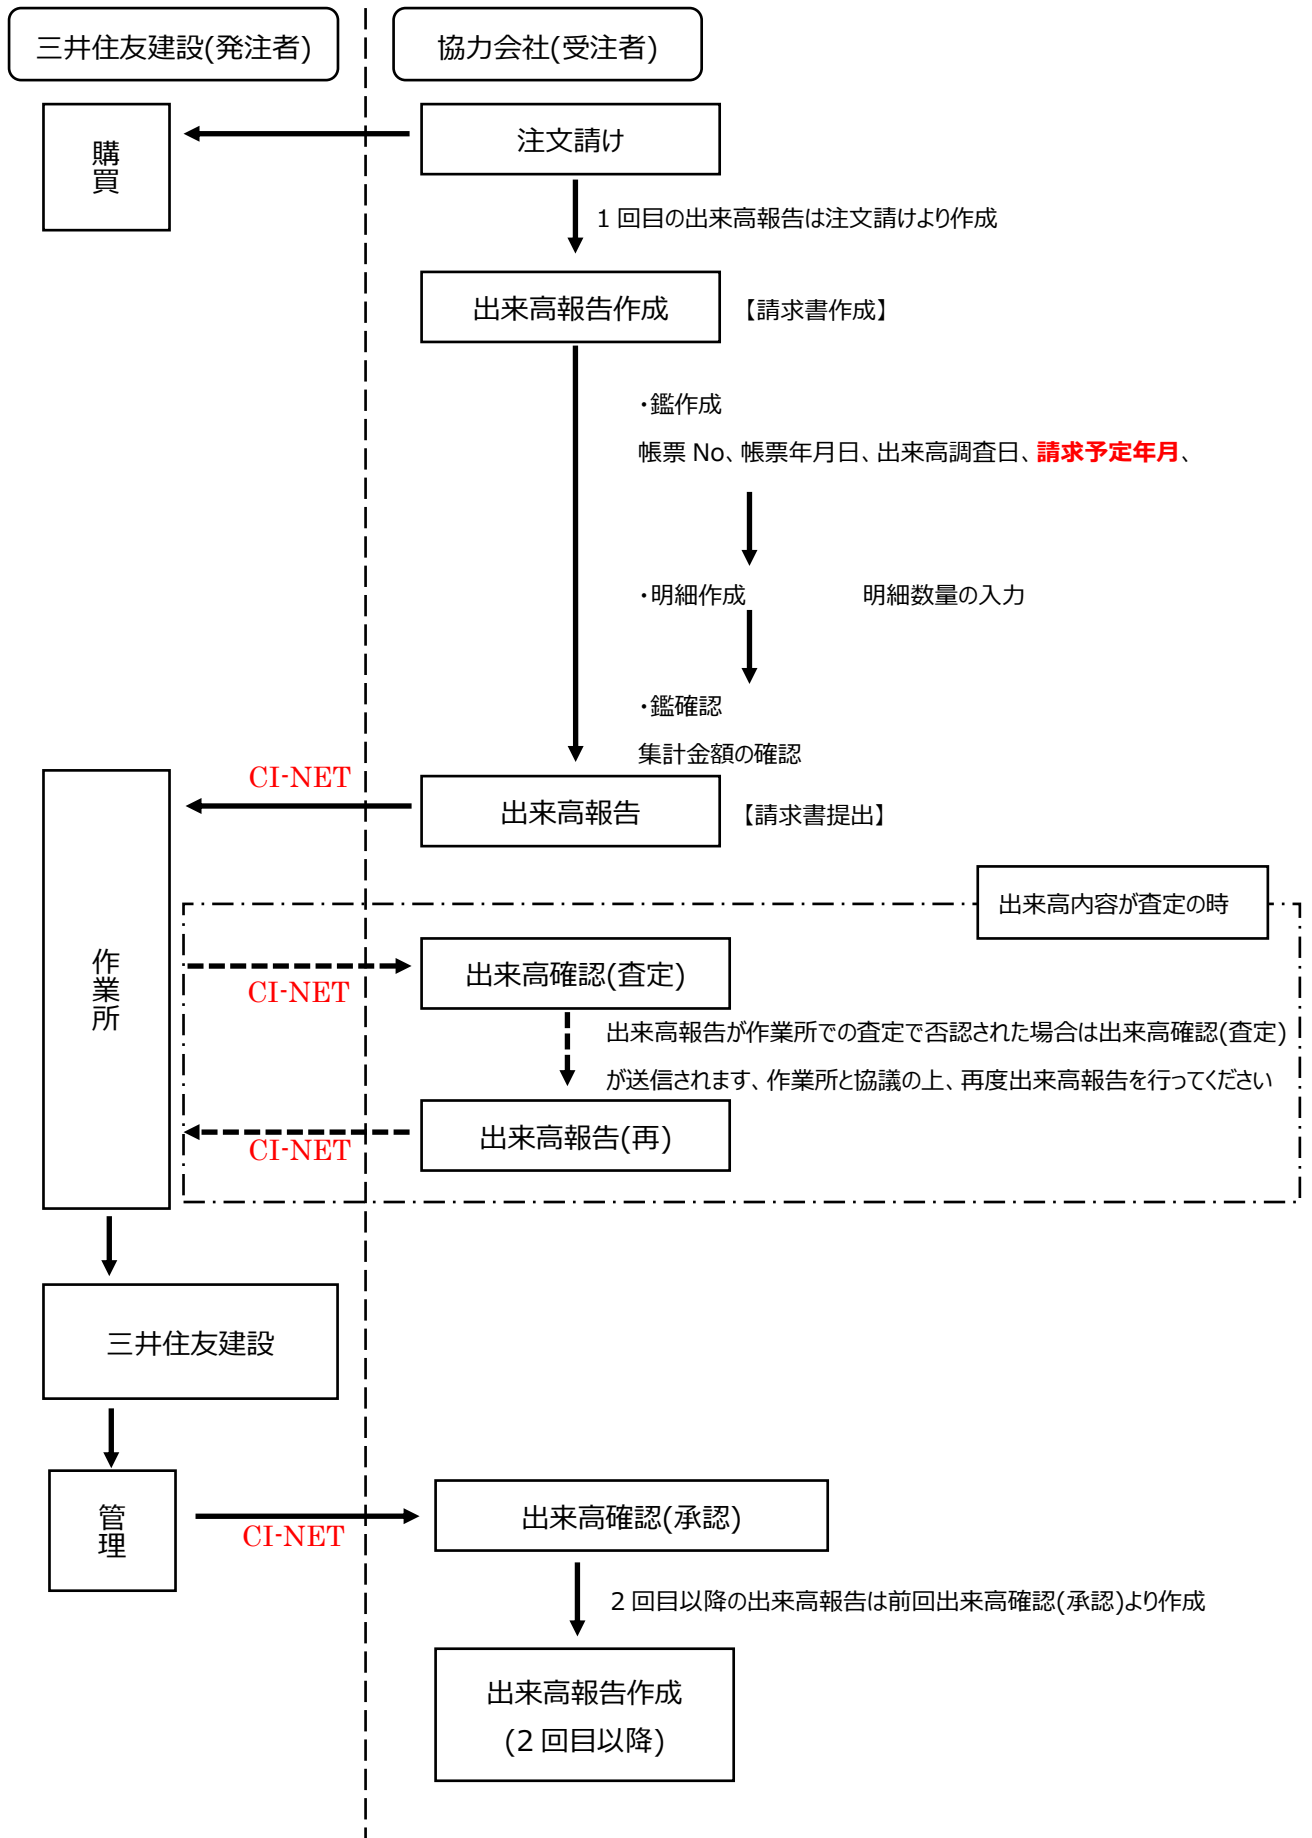 三井住友建設(発注者)
協力会社(受注者)
購買
注文請け
1 回目の出来高報告は注文請けより作成
出来高報告作成
【請求書作成】
・鑑作成
帳票 No、帳票年月日、出来高調査日、請求予定年月、
・明細作成
明細数量の入力
・鑑確認
集計金額の確認
CI-NET
出来高報告
【請求書提出】
作業所
出来高内容が査定の時
出来高確認(査定)
CI-NET
出来高報告が作業所での査定で否認された場合は出来高確認(査定)
が送信されます、作業所と協議の上、再度出来高報告を行ってください
出来高報告(再)
CI-NET
三井住友建設
管理
出来高確認(承認)
CI-NET
2 回目以降の出来高報告は前回出来高確認(承認)より作成
出来高報告作成
(2 回目以降)